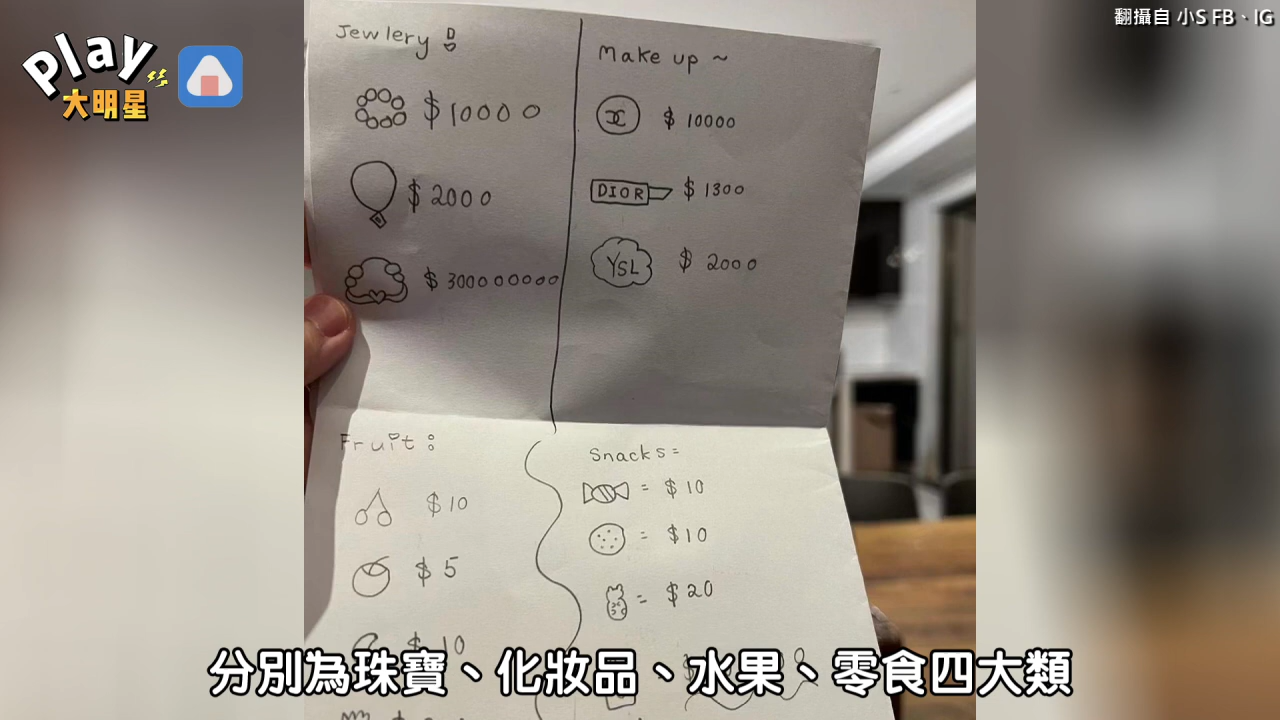 翻攝自 小S FB、IG
Play
大明星
Jewlery
$10000
$2000
$30000000000
Make up ~
$ 10000
DIOR $ 1300
YSL $ 2000
Fruit:
$10
$5
10
Snacks=
= $10
= $10
= $20
分別為珠寶、化妝品、水果、零食四大類